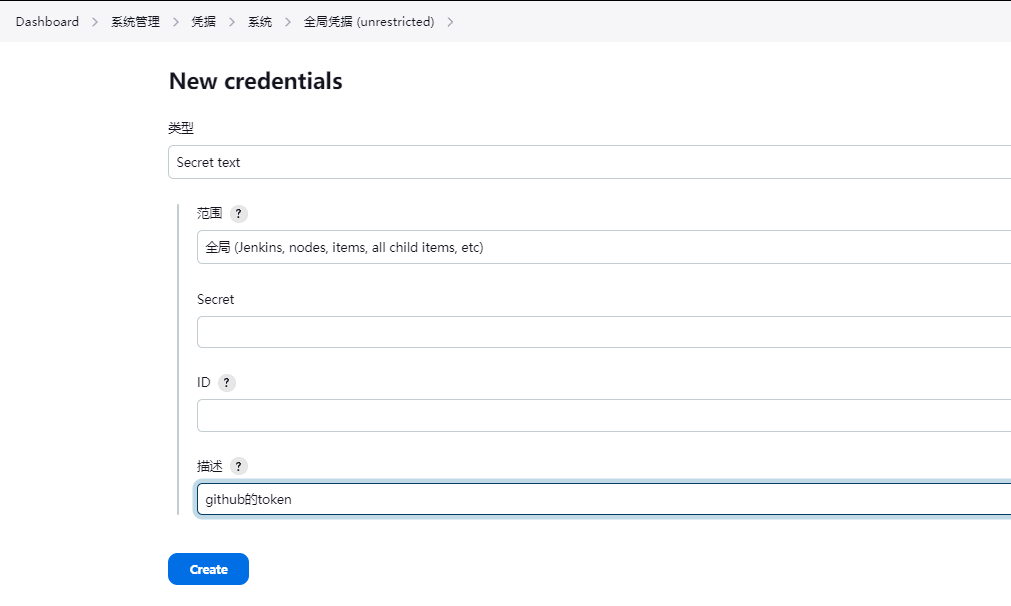 Dashboard > 系统管理 > 凭据 > 系统 > 全局凭据 (unrestricted) >
New credentials
类型
Secret text
范围 ?
全局 (Jenkins, nodes, items, all child items, etc)
Secret
ID ?
描述 ?
github的token
Create